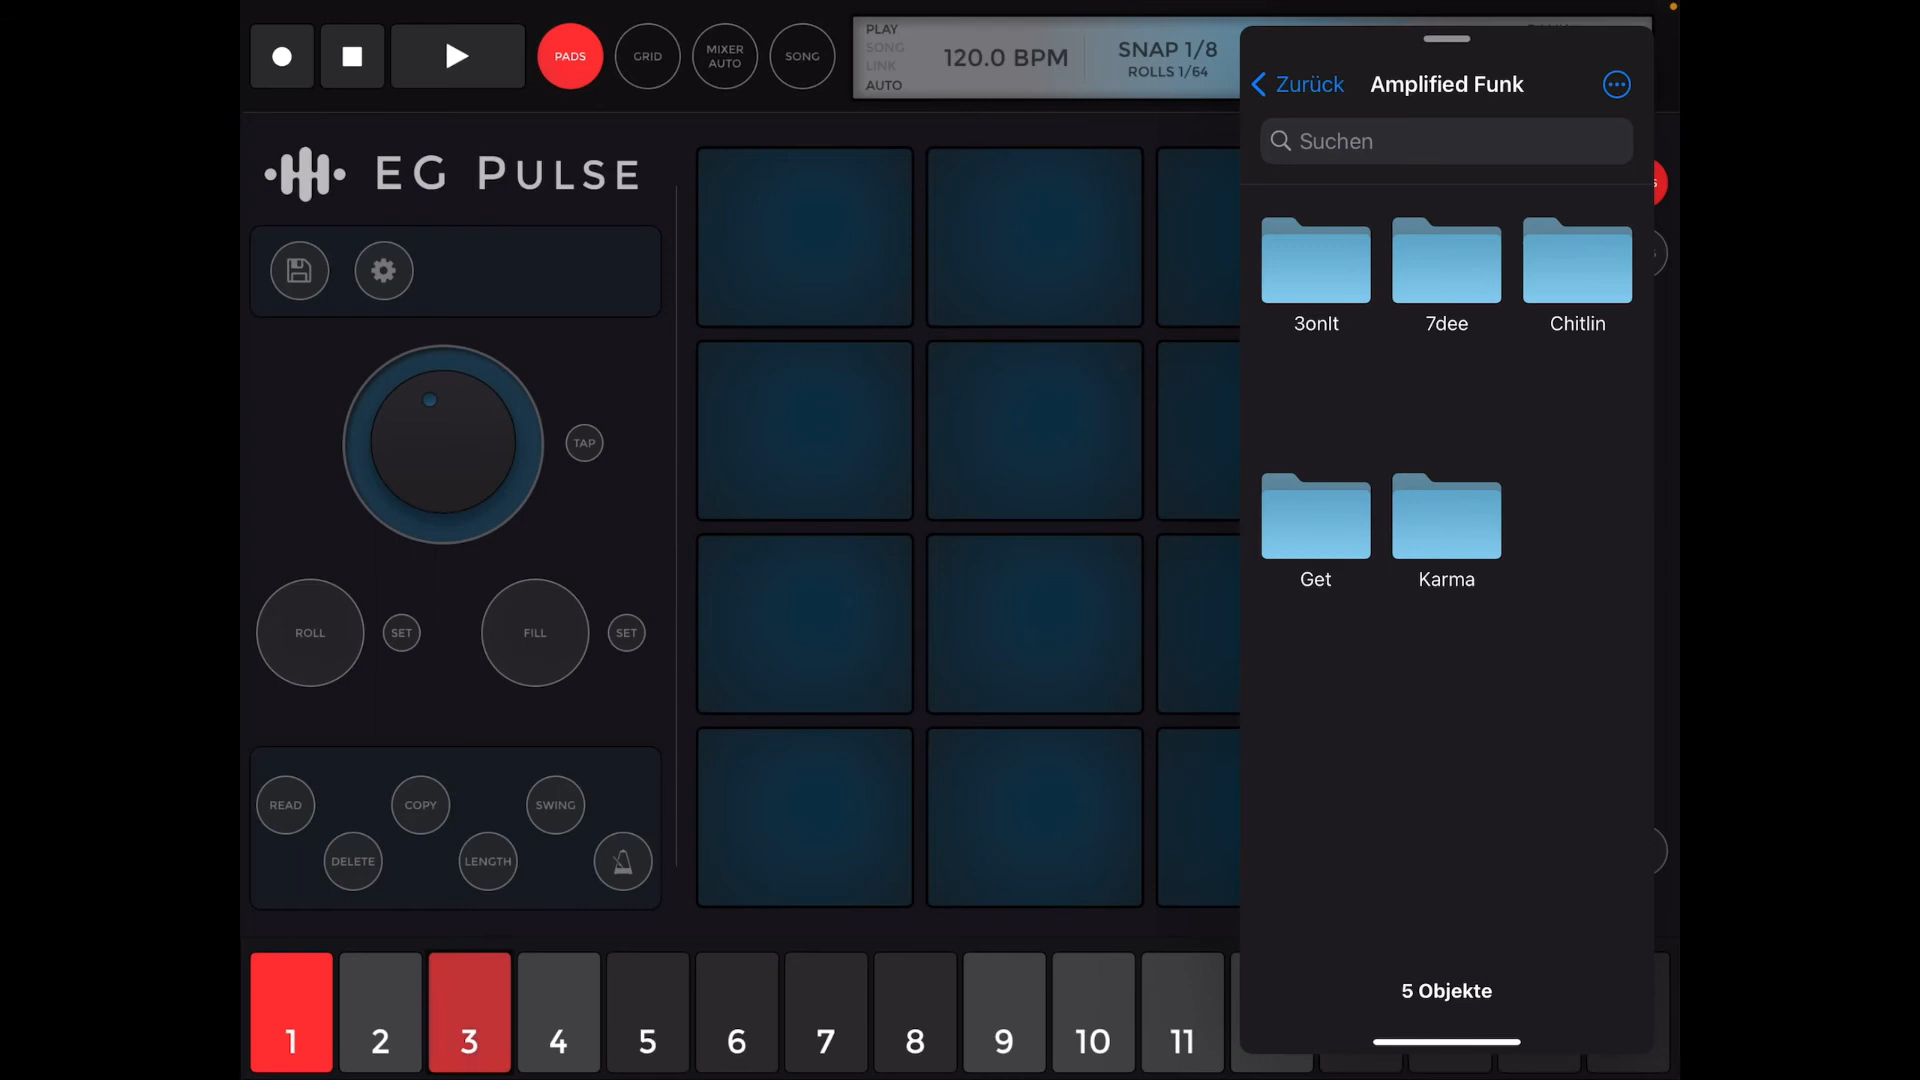 PADS
GRID
MIXER
AUTO
SONG
PLAY
SONG
LINK
AUTO
120.0 BPM
SNAP 1/8
ROLLS 1/64
Zurück
Amplified Funk
Suchen
EG PULSE
3onIt
7dee
Chitlin
TAP
Get
Karma
ROLL
SET
FILL
SET
READ
COPY
SWING
DELETE
LENGTH
5 Objekte
1
2
3
4
5
6
7
8
9
10
11